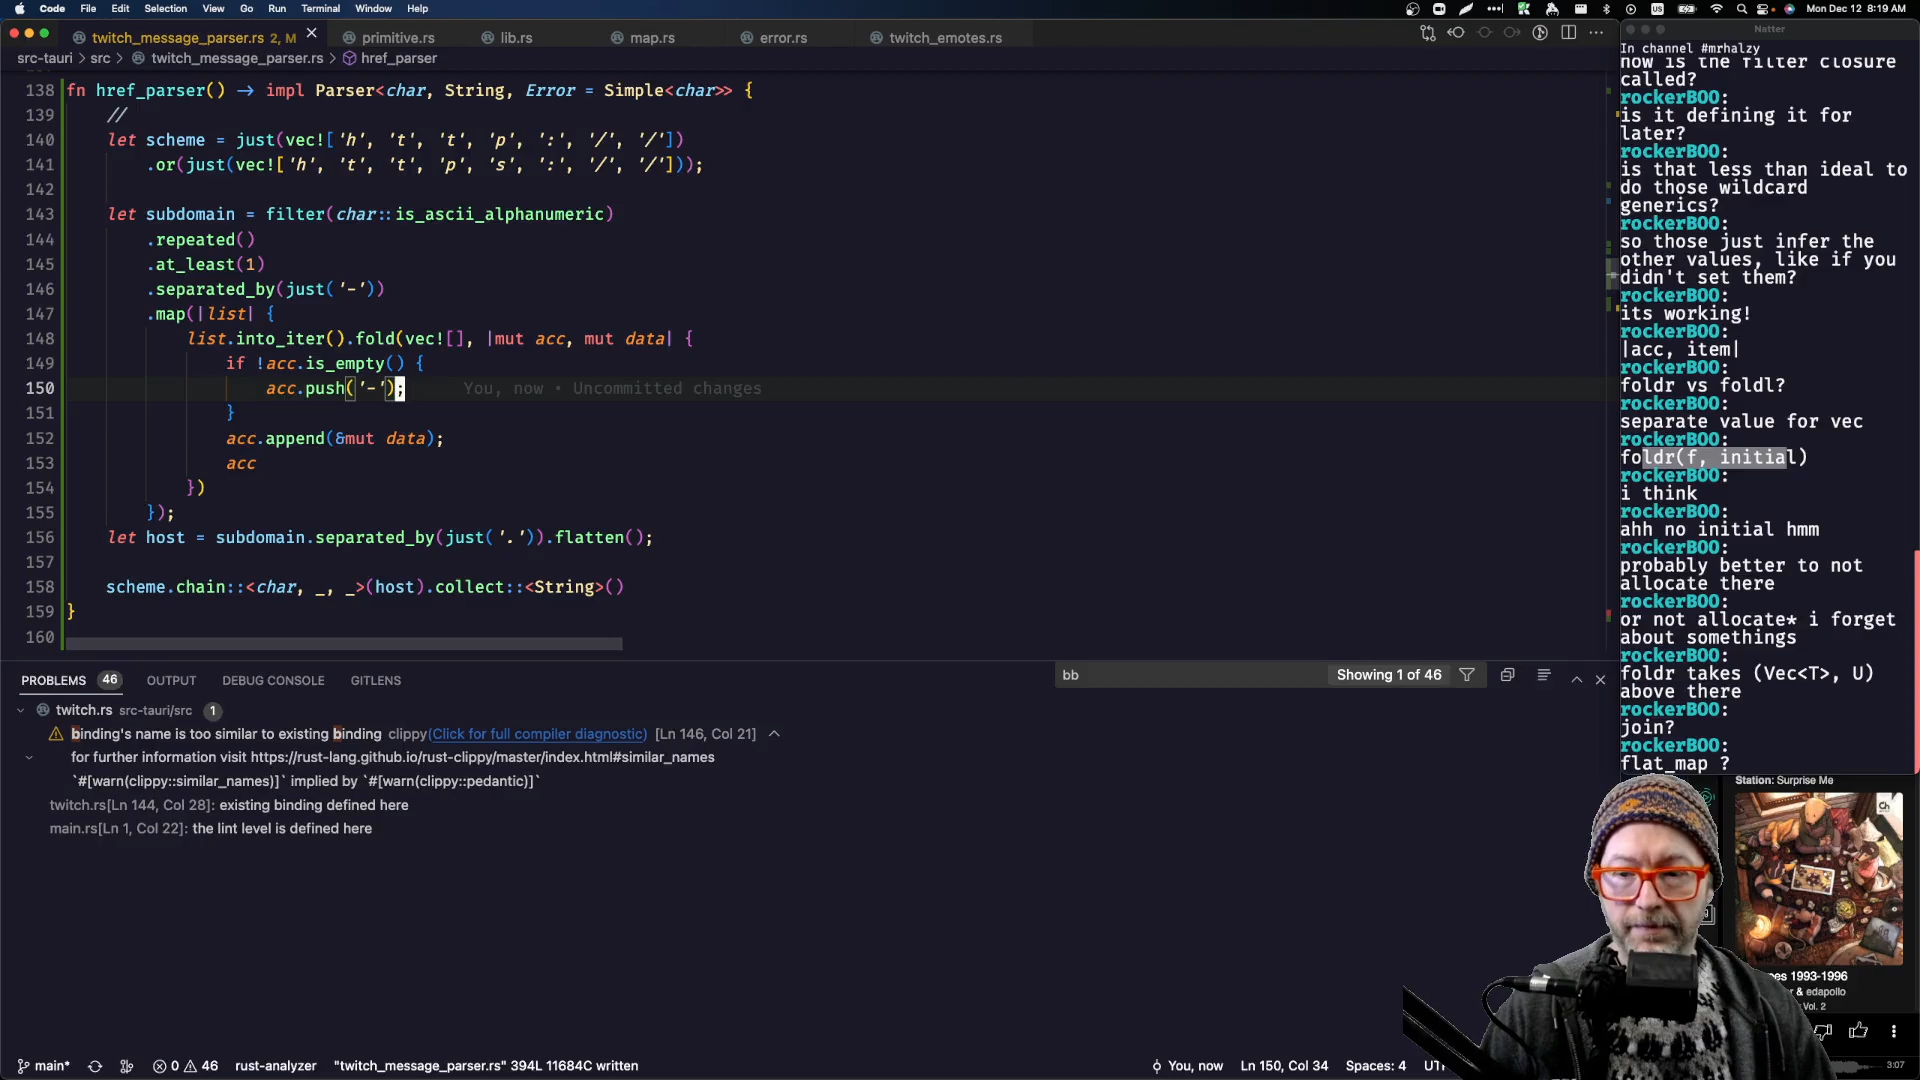 Code File Edit Selection View Go Run Terminal Window Help
US Mon Dec 12 8:19 AM
twitch_message_parser.rs 2, M
primitive.rs
lib.rs
map.rs
error.rs
twitch_emotes.rs
src-tauri > src > twitch_message_parser.rs > href_parser
138 fn href_parser() → impl Parser<char, String, Error = Simple<char>> {
139 //
140 let scheme = just(vec!['h', 't', 't', 'p', ':', '/', '/'])
141 .or(just(vec!['h', 't', 't', 'p', 's', ':', '/', '/']));
142
143 let subdomain = filter(char::is_ascii_alphanumeric)
144 .repeated()
145 .at_least(1)
146 .separated_by(just('-'))
147 .map(|list| {
148 list.into_iter().fold(vec![], |mut acc, mut data| {
149 if !acc.is_empty() {
150 acc.push('-'); You, now • Uncommitted changes
151 }
152 acc.append(&mut data);
153 acc
154 })
155 });
156 let host = subdomain.separated_by(just('.')).flatten();
157
158 scheme.chain::<char, _, _>(host).collect::<String>()
159 }
160
PROBLEMS 46 OUTPUT DEBUG CONSOLE GITLENS
bb Showing 1 of 46
twitch.rs src-tauri/src 1
binding's name is too similar to existing binding clippy(Click for full compiler diagnostic) [Ln 146, Col 21]
for further information visit https://rust-lang.github.io/rust-clippy/master/index.html#similar_names
`#[warn(clippy::similar_names)]` implied by `#[warn(clippy::pedantic)]`
twitch.rs[Ln 144, Col 28]: existing binding defined here
main.rs[Ln 1, Col 22]: the lint level is defined here
main* 0 46 rust-analyzer "twitch_message_parser.rs" 394L 11684C written
You, now Ln 150, Col 34 Spaces: 4
Natter
In channel #mrhalzy
how is the filter closure
called?
rockerBOO:
is it defining it for
later?
rockerBOO:
is that less than ideal to
do those wildcard
generics?
rockerBOO:
so those just infer the
other values, like if you
didn't set them?
rockerBOO:
its working!
rockerBOO:
|acc, item|
rockerBOO:
foldr vs foldl?
rockerBOO:
separate value for vec
rockerBOO:
foldr(f, initial)
rockerBOO:
i think
rockerBOO:
ahh no initial hmm
rockerBOO:
probably better to not
allocate there
rockerBOO:
or not allocate* i forget
about somethings
rockerBOO:
foldr takes (Vec<T>, U)
above there
rockerBOO:
join?
rockerBOO:
flat_map ?
Station: Surprise Me
1993-1996
& edapollo
Vol. 2
3:07